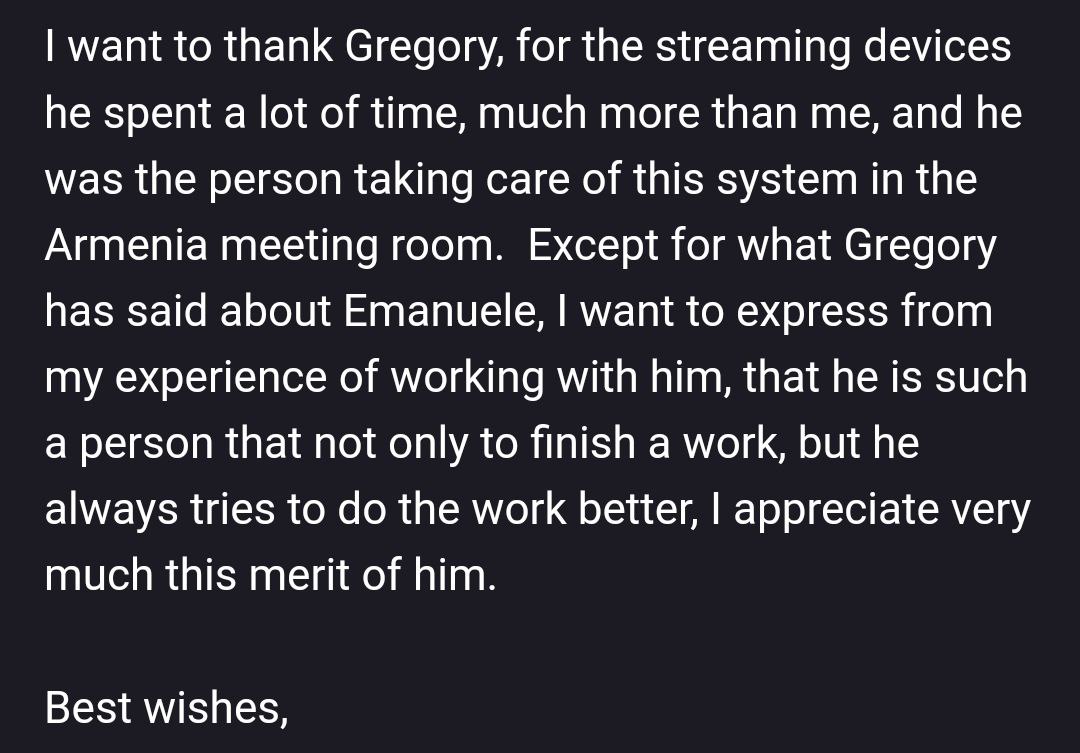 I want to thank Gregory, for the streaming devices
he spent a lot of time, much more than me, and he
was the person taking care of this system in the
Armenia meeting room.  Except for what Gregory
has said about Emanuele, I want to express from
my experience of working with him, that he is such
a person that not only to finish a work, but he
always tries to do the work better, I appreciate very
much this merit of him.
Best wishes,